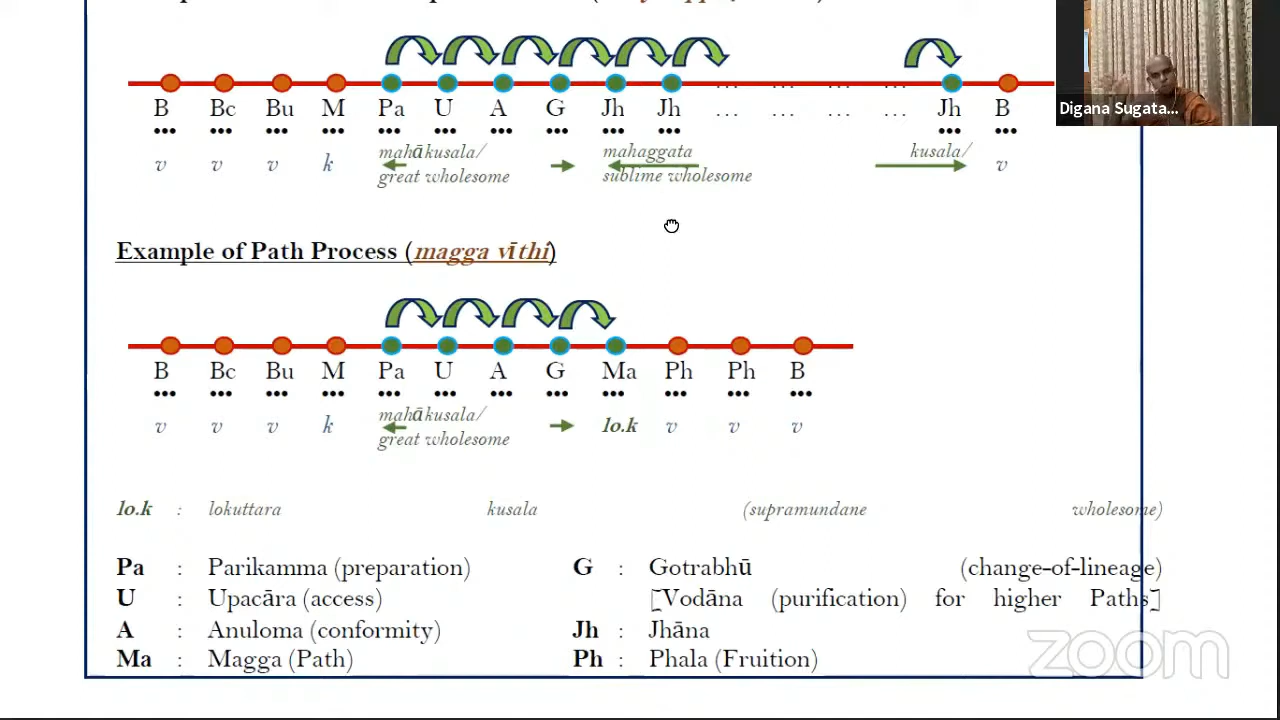 Digana Sugata...
B Bc Bu M Pa U A G Jh Jh ... ... ... ... Jh B
... ... ... ... ... ... ... ... ... ... ... ... ... ... ... ...
v v v k mahākusala/ mahaggata kusala/ v
great wholesome sublime wholesome
Example of Path Process (magga vīthi)
B Bc Bu M Pa U A G Ma Ph Ph B
... ... ... ... ... ... ... ... ... ... ... ...
v v v k mahākusala/ lo.k v v v
great wholesome
lo.k : lokuttara kusala (supramundane wholesome)
Pa : Parikamma (preparation) G : Gotrabhū (change-of-lineage)
U : Upacāra (access) [Vodāna (purification) for higher Paths]
A : Anuloma (conformity) Jh : Jhāna
Ma : Magga (Path) Ph : Phala (Fruition)
zoom